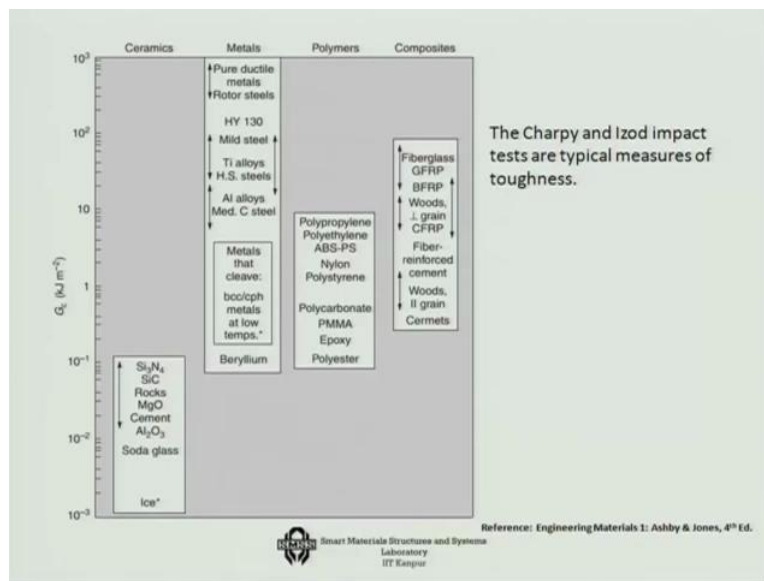 Ceramics Metals Polymers Composites
10³
10²
10
1
10⁻¹
10⁻²
10⁻³
G_c (kJ m⁻²)
Si₃N₄
SiC
Rocks
MgO
Cement
Al₂O₃
Soda glass
Ice*
Pure ductile
metals
Rotor steels
HY 130
Mild steel
Ti alloys
H.S. steels
Al alloys
Med. C steel
Metals
that
cleave:
bcc/cph
metals
at low
temps.*
Beryllium
Polypropylene
Polyethylene
ABS-PS
Nylon
Polystyrene
Polycarbonate
PMMA
Epoxy
Polyester
Fiberglass
GFRP
BFRP
Woods,
⊥ grain
CFRP
Fiber-
reinforced
cement
Woods,
II grain
Cermets
The Charpy and Izod impact
tests are typical measures of
toughness.
Reference: Engineering Materials 1: Ashby & Jones, 4ᵗʰ Ed.
Smart Materials Structures and Systems
Laboratory
IIT Kanpur